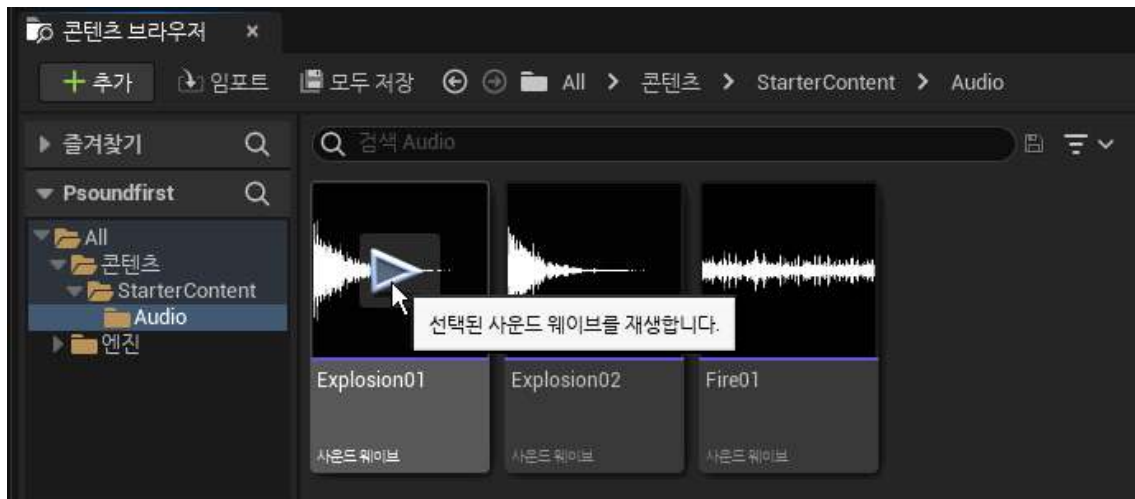 콘텐츠 브라우저
추가 임포트 모두 저장 All > 콘텐츠 > StarterContent > Audio
즐겨찾기
검색 Audio
Psoundfirst
All
콘텐츠
StarterContent
Audio
엔진
선택된 사운드 웨이브를 재생합니다.
Explosion01 Explosion02 Fire01
사운드 웨이브 사운드 웨이브 사운드 웨이브